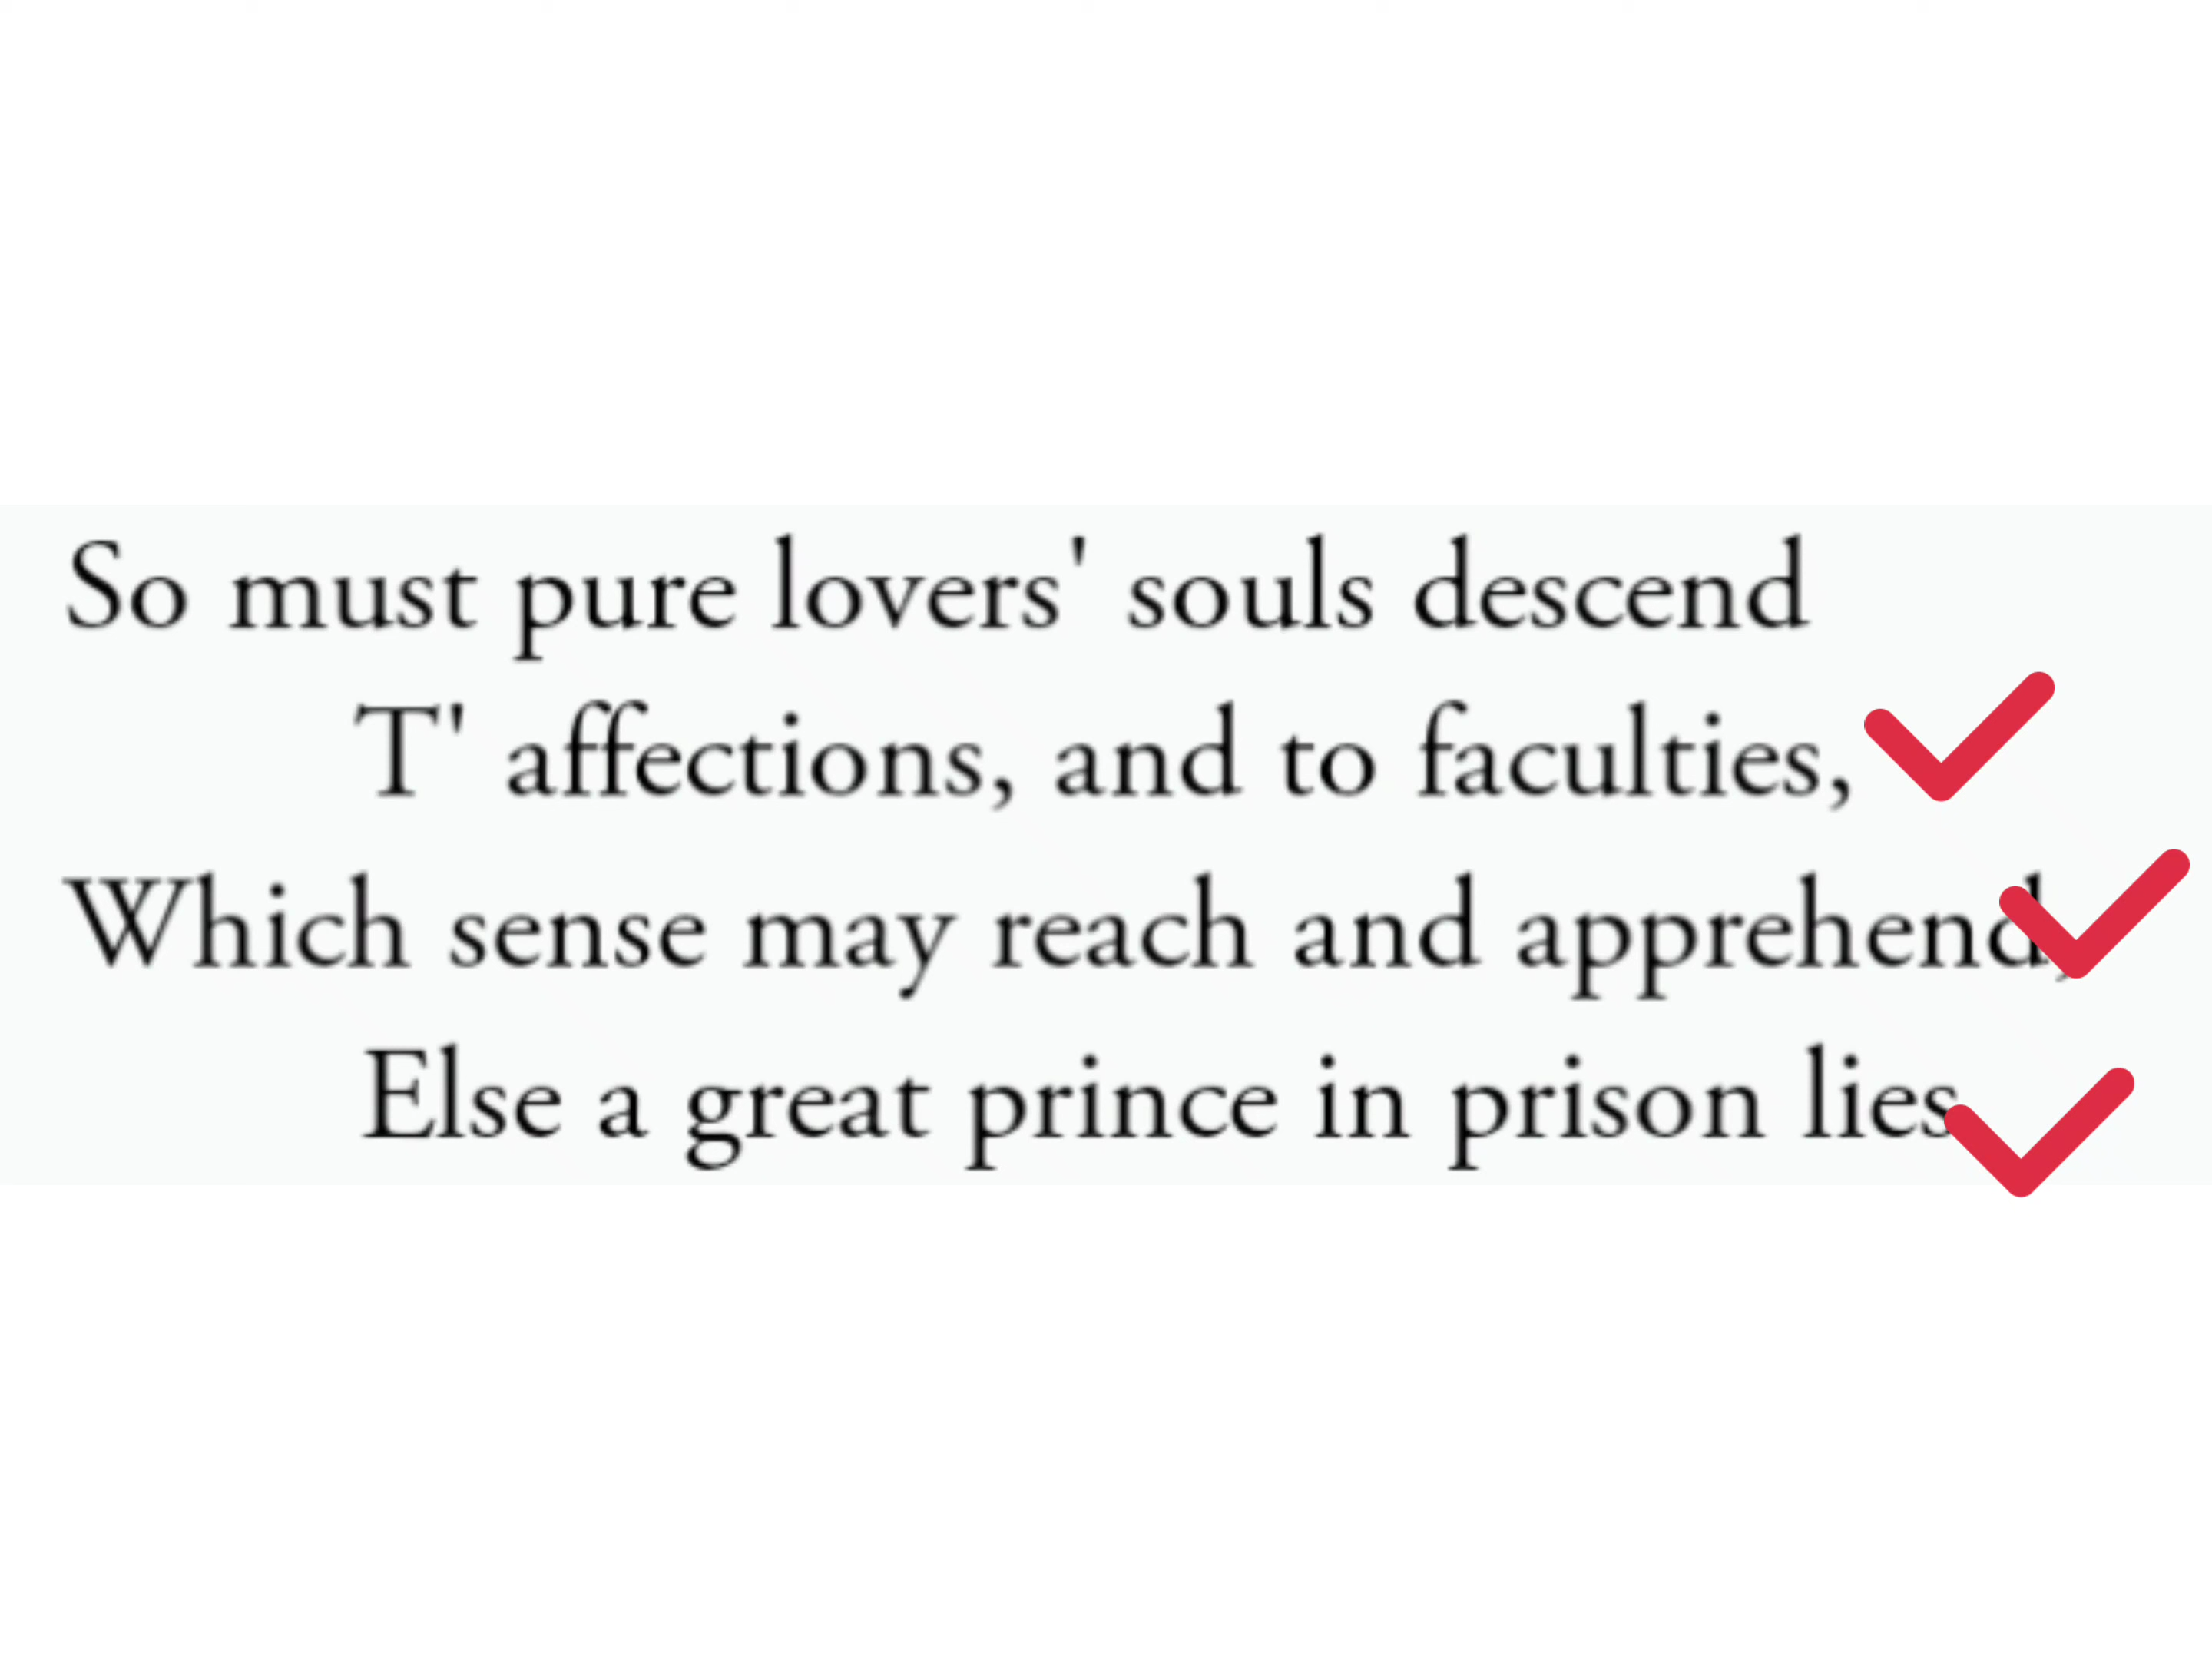 So must pure lovers' souls descend
T' affections, and to faculties,
Which sense may reach and apprehend,
Else a great prince in prison lies